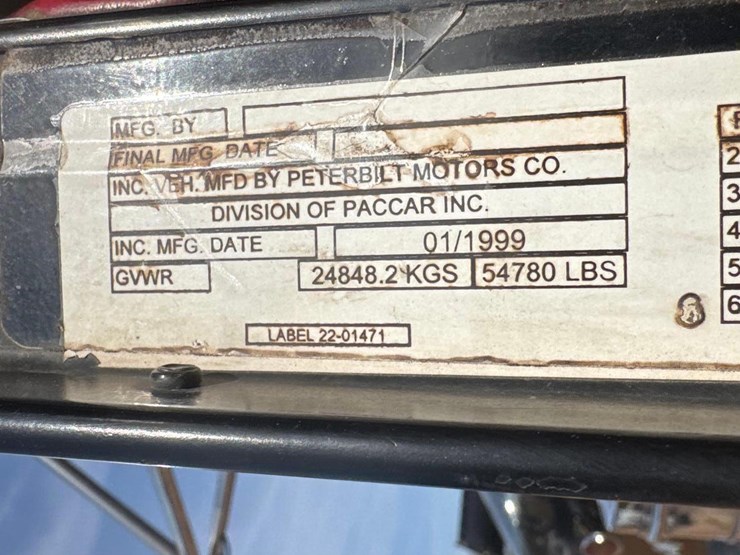 MFG. BY
FINAL MFG DATE
INC. VEH. MFD BY PETERBILT MOTORS CO.
DIVISION OF PACCAR INC.
INC. MFG. DATE 01/1999
GVWR 24848.2 KGS 54780 LBS
LABEL 22-01471
2
3
4
5
6